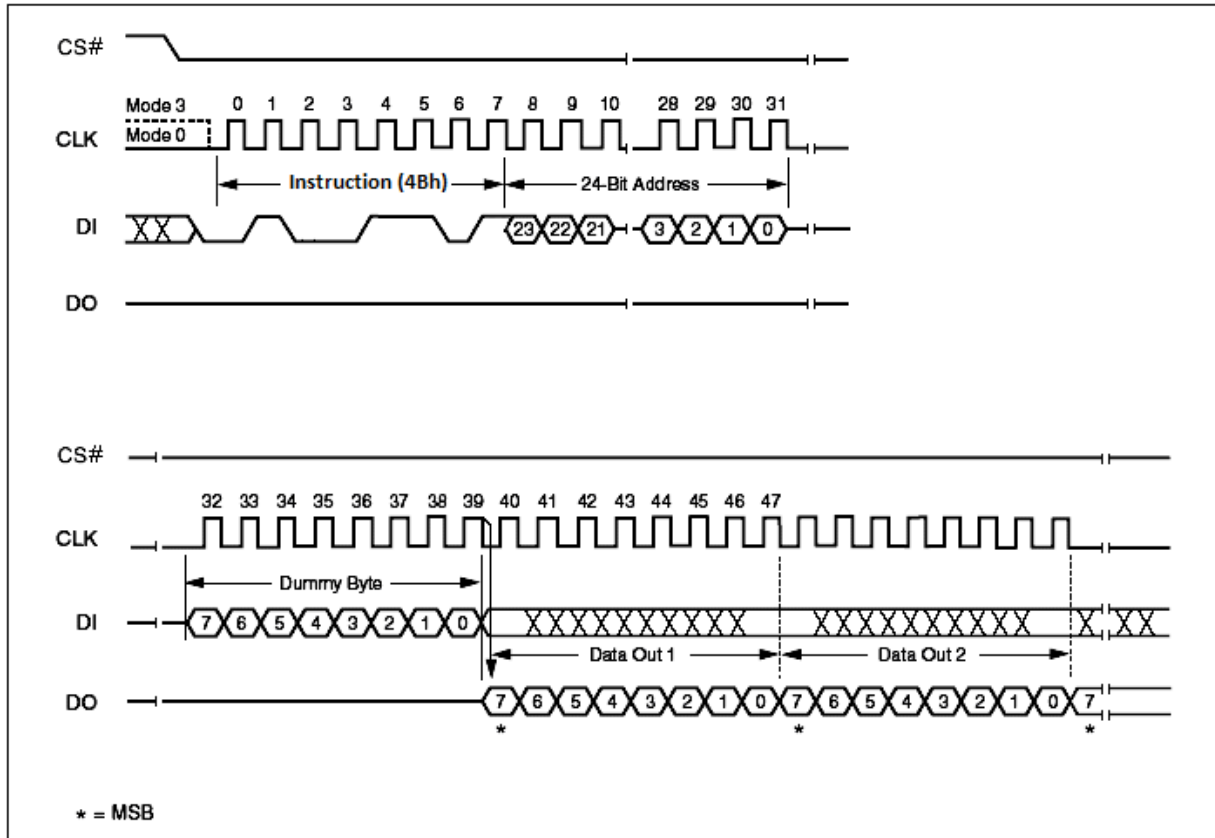 CS#
Mode 3
0 1 2 3 4 5 6 7 8 9 10 28 29 30 31
CLK
Mode 0
Instruction (4Bh)
24-Bit Address
DI
23 22 21 3 2 1 0
DO
CS#
32 33 34 35 36 37 38 39 40 41 42 43 44 45 46 47
CLK
Dummy Byte
DI
7 6 5 4 3 2 1 0
Data Out 1
Data Out 2
DO
7 6 5 4 3 2 1 0 7 6 5 4 3 2 1 0 7
* * *
* = MSB